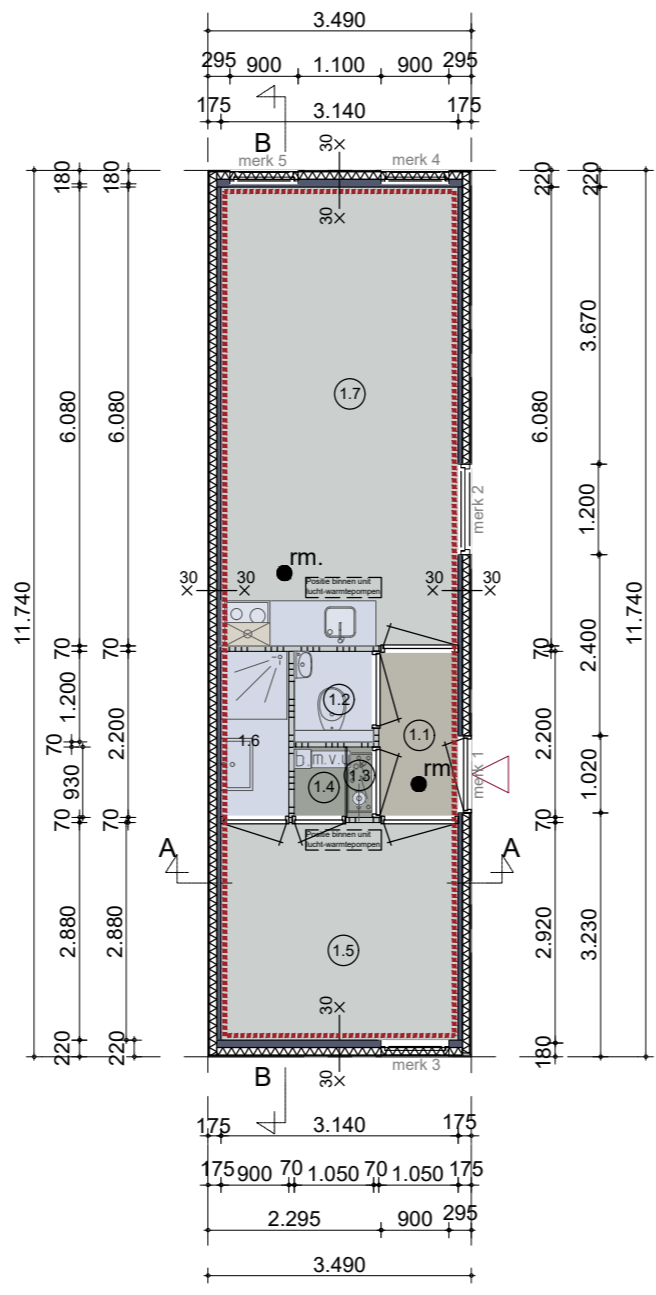 3.490
295 900 1.100 900 295
175 3.140 175
B
merk 5
merk 4
30
30
180
180
220
220
6.080
6.080
6.080
3.670
1.7
merk 2
1.200
rm.
Positie binnen unit
lucht-warmtepompen
30 30
30 30
11.740
11.740
70
70
70
2.400
1.200
2.200
2.200
1.2
1.1
1.6
70
930
m.v.
1.3
1.4
rm.
merk 1
1.020
70
70
70
Positie binnen unit
lucht-warmtepompen
A
A
2.880
2.880
2.920
3.230
1.5
30
220
220
180
merk 3
B
30
175 3.140 175
175 900 70 1.050 70 1.050 175
2.295 900 295
3.490